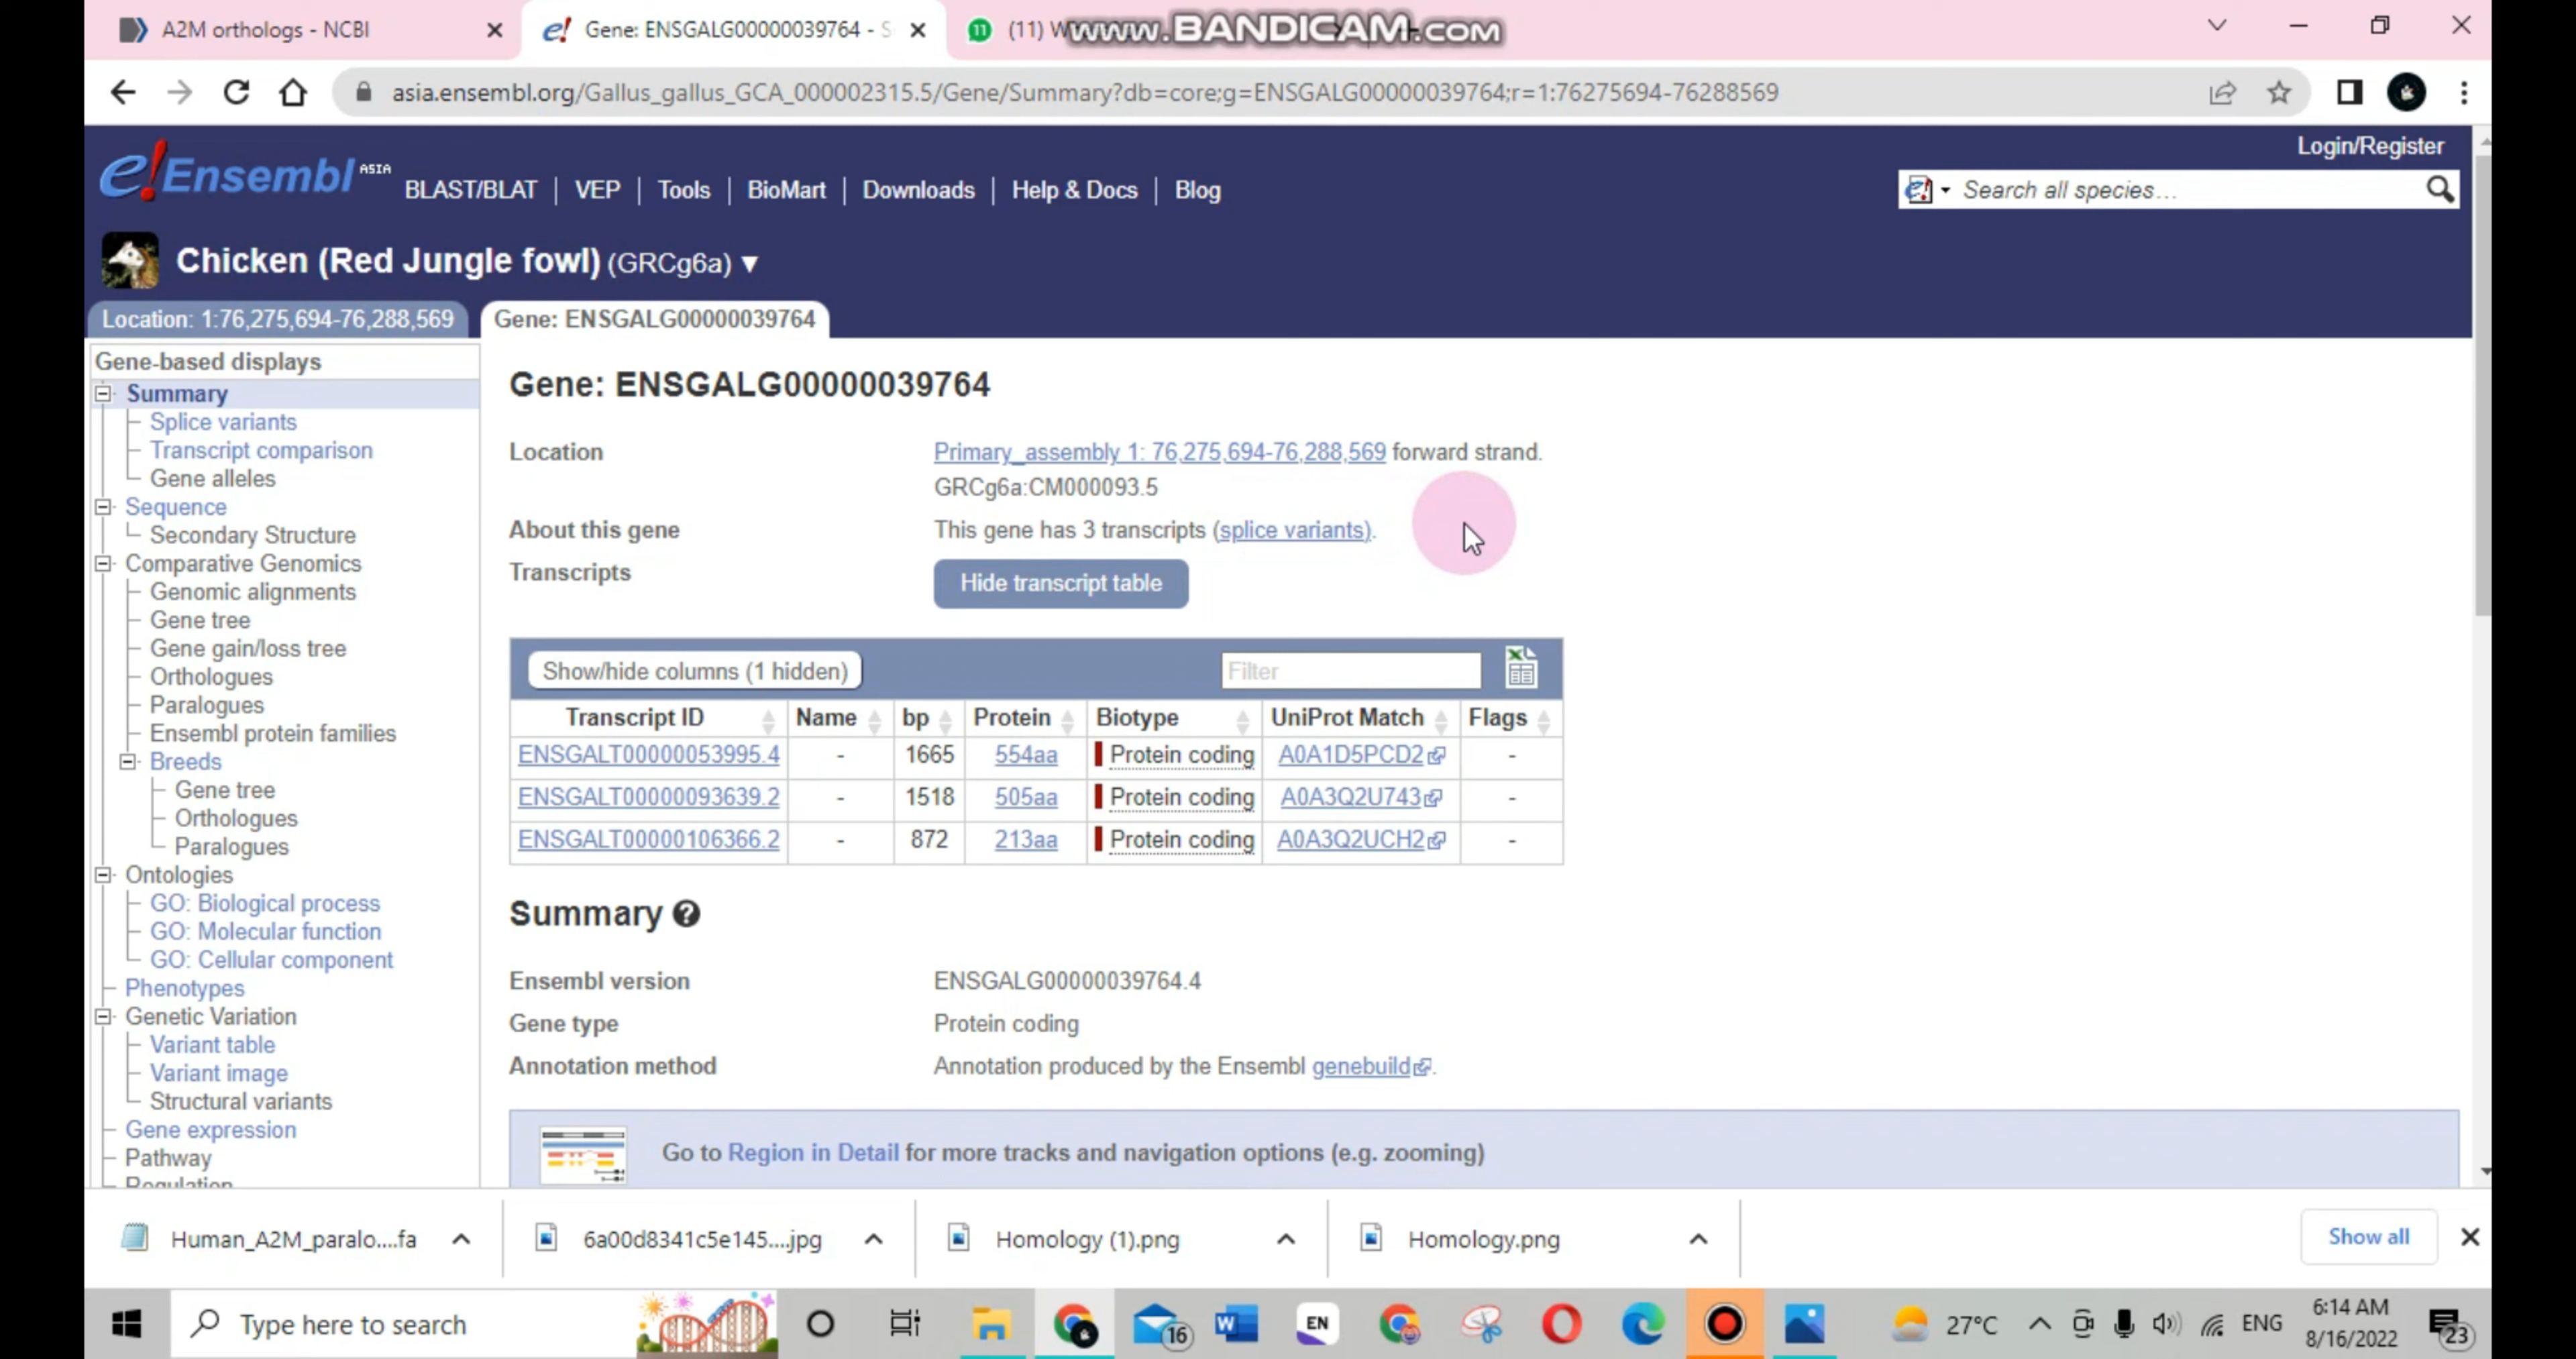 A2M orthologs - NCBI
Gene: ENSGALG00000039764 - S
(11) W
www.BANDICAM.com
asia.ensembl.org/Gallus_gallus_GCA_000002315.5/Gene/Summary?db=core;g=ENSGALG00000039764;r=1:76275694-76288569
Login/Register
e!Ensembl ASIA
BLAST/BLAT | VEP | Tools | BioMart | Downloads | Help & Docs | Blog
Search all species...
Chicken (Red Jungle fowl) (GRCg6a) ▼
Location: 1:76,275,694-76,288,569
Gene: ENSGALG00000039764
Gene-based displays
Summary
Splice variants
Transcript comparison
Gene alleles
Sequence
Secondary Structure
Comparative Genomics
Genomic alignments
Gene tree
Gene gain/loss tree
Orthologues
Paralogues
Ensembl protein families
Breeds
Gene tree
Orthologues
Paralogues
Ontologies
GO: Biological process
GO: Molecular function
GO: Cellular component
Phenotypes
Genetic Variation
Variant table
Variant image
Structural variants
Gene expression
Pathway
Regulation
Gene: ENSGALG00000039764
Location Primary_assembly 1: 76,275,694-76,288,569 forward strand.
GRCg6a:CM000093.5
About this gene This gene has 3 transcripts (splice variants).
Transcripts Hide transcript table
Show/hide columns (1 hidden) Filter
Transcript ID Name bp Protein Biotype UniProt Match Flags
ENSGALT00000053995.4 - 1665 554aa Protein coding A0A1D5PCD2 -
ENSGALT00000093639.2 - 1518 505aa Protein coding A0A3Q2U743 -
ENSGALT00000106366.2 - 872 213aa Protein coding A0A3Q2UCH2 -
Summary ?
Ensembl version ENSGALG00000039764.4
Gene type Protein coding
Annotation method Annotation produced by the Ensembl genebuild.
Go to Region in Detail for more tracks and navigation options (e.g. zooming)
Human_A2M_paralo....fa
6a00d8341c5e145....jpg
Homology (1).png
Homology.png
Show all
Type here to search
16
EN
27°C
ENG
6:14 AM
8/16/2022
23